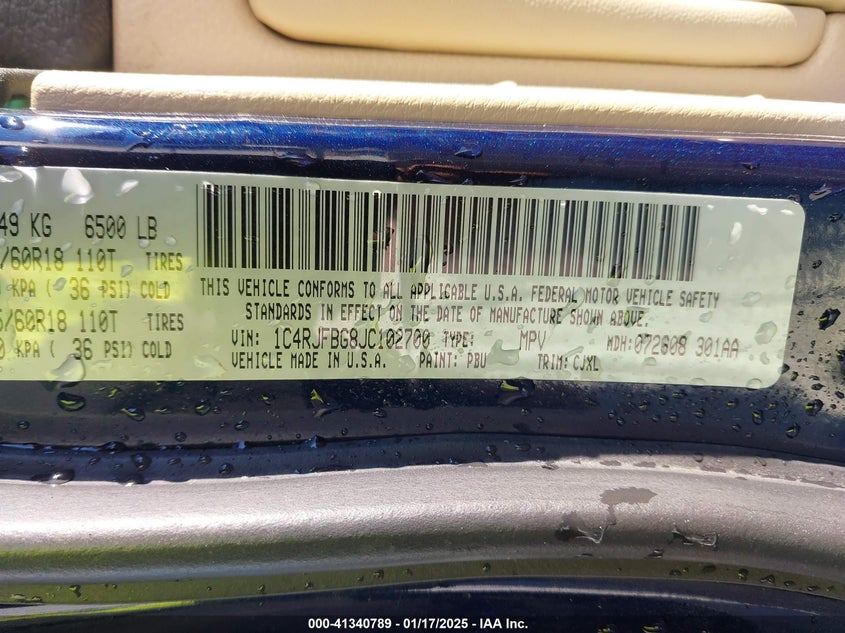 49 KG 6500 LB
/60R18 110T TIRES
KPA ( 36 PSI) COLD
/60R18 110T TIRES
0 KPA ( 36 PSI) COLD
THIS VEHICLE CONFORMS TO ALL APPLICABLE U.S.A. FEDERAL MOTOR VEHICLE SAFETY
STANDARDS IN EFFECT ON THE DATE OF MANUFACTURE SHOWN ABOVE.
VIN: 1C4RJFBG8JC102700 TYPE: MPV MDH: 072608 301AA
VEHICLE MADE IN U.S.A. PAINT: PBU TRIM: CJXL
000-41340789 - 01/17/2025 - IAA Inc.